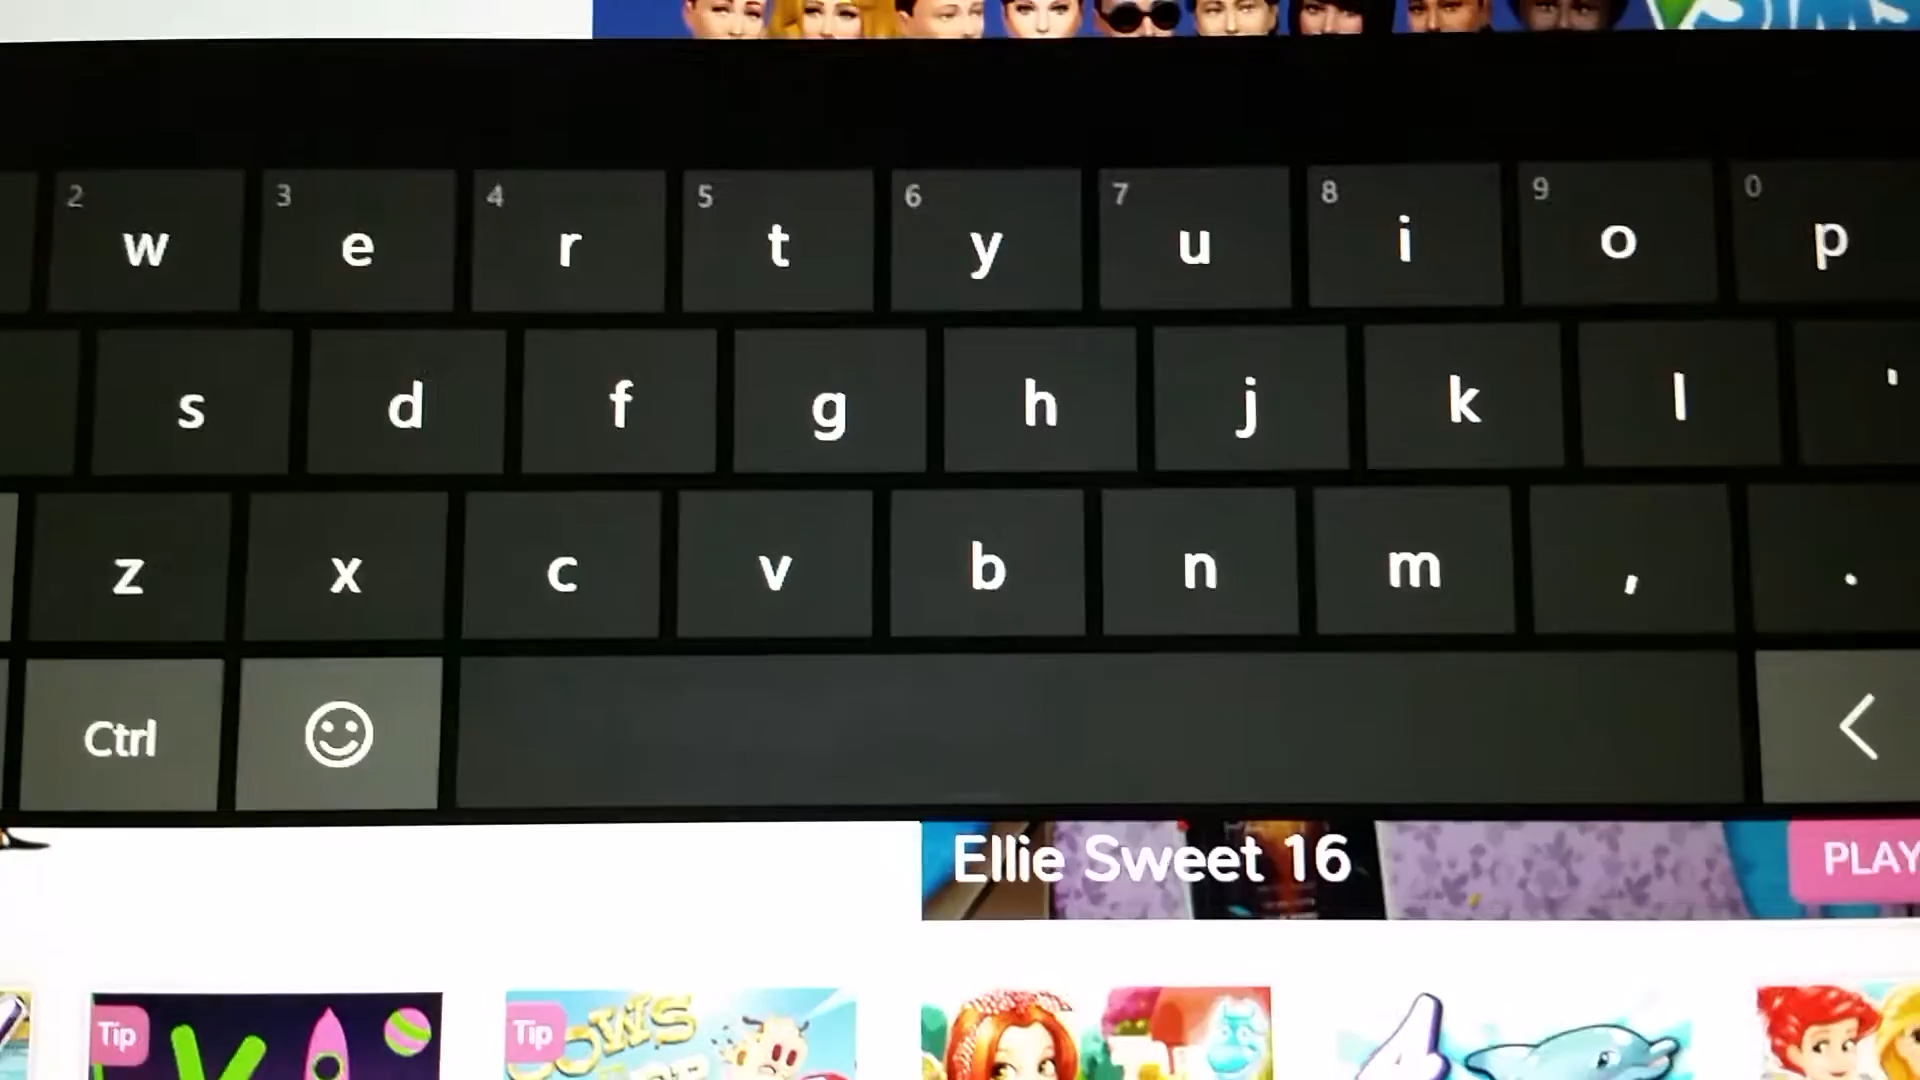 2 3 4 5 6 7 8 9 0
w e r t y u i o p
s d f g h j k l '
z x c v b n m , .
Ctrl
Ellie Sweet 16
PLAY
Tip
Tip